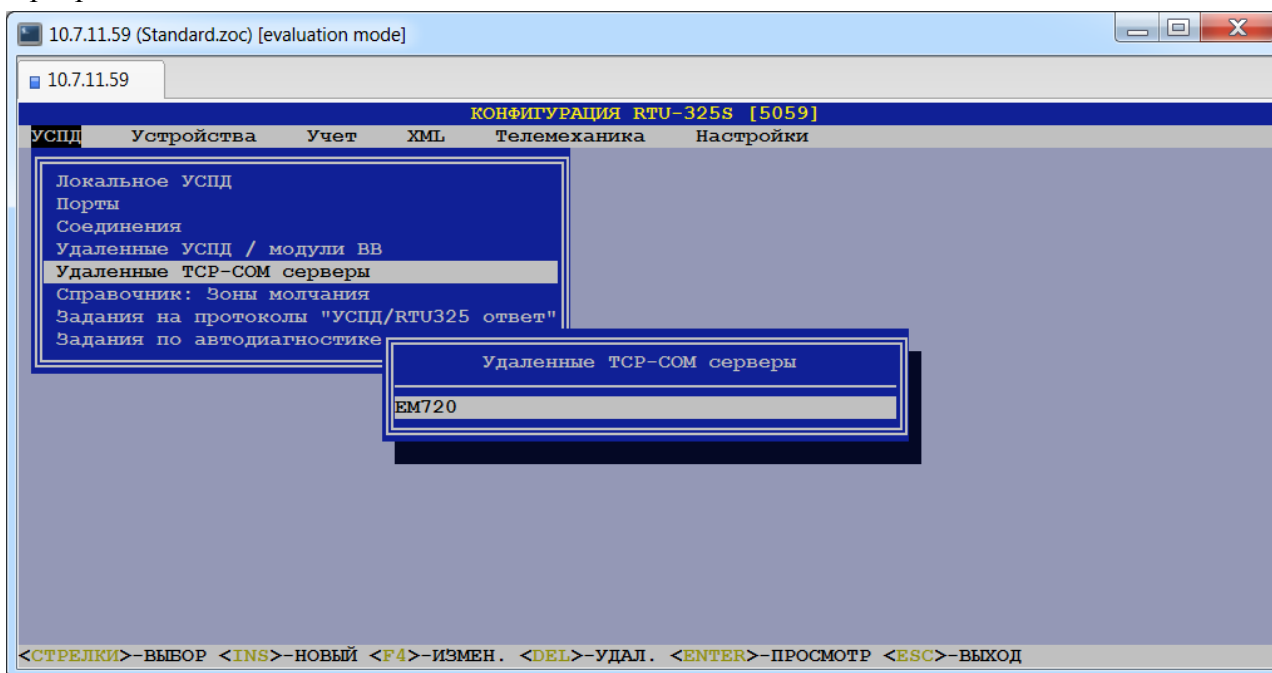 10.7.11.59 (Standard.zoc) [evaluation mode]
10.7.11.59
КОНФИГУРАЦИЯ RTU-325S [5059]
УСПД Устройства Учет XML Телемеханика Настройки
Локальное УСПД
Порты
Соединения
Удаленные УСПД / модули ВВ
Удаленные TCP-COM серверы
Справочник: Зоны молчания
Задания на протоколы "УСПД/RTU325 ответ"
Задания по автодиагностике
Удаленные TCP-COM серверы
EM720
<СТРЕЛКИ>-ВЫБОР <INS>-НОВЫЙ <F4>-ИЗМЕН. <DEL>-УДАЛ. <ENTER>-ПРОСМОТР <ESC>-ВЫХОД